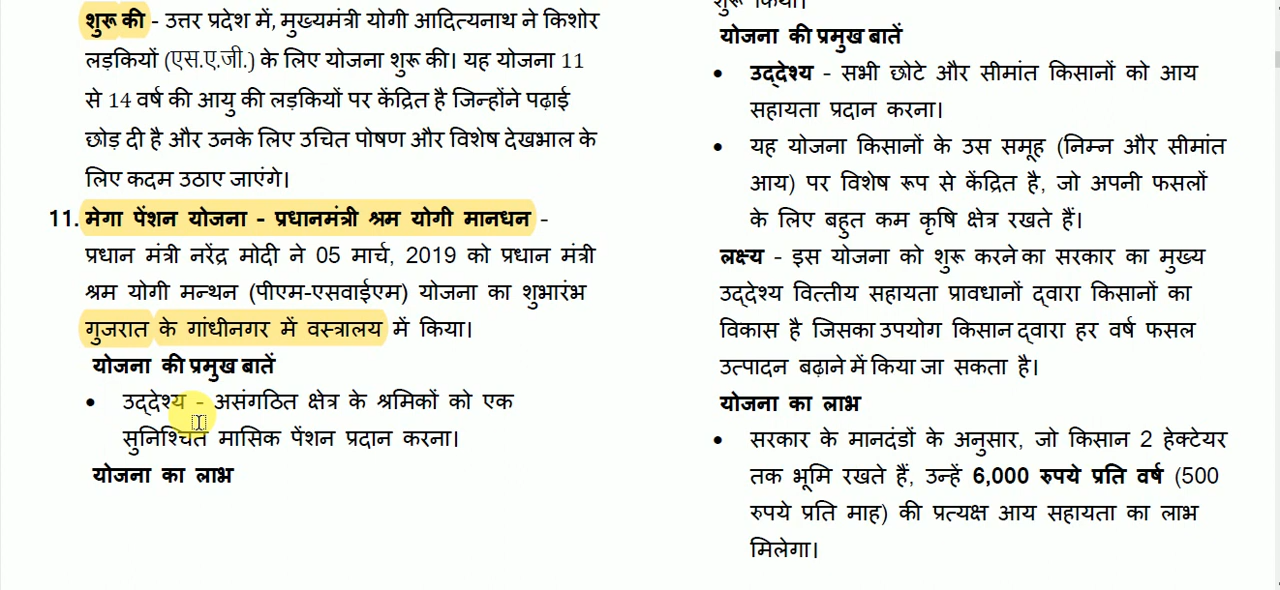 शुरू की - उत्तर प्रदेश में, मुख्यमंत्री योगी आदित्यनाथ ने किशोर
लड़कियों (एस.ए.जी.) के लिए योजना शुरू की। यह योजना 11
से 14 वर्ष की आयु की लड़कियों पर केंद्रित है जिन्होंने पढ़ाई
छोड़ दी है और उनके लिए उचित पोषण और विशेष देखभाल के
लिए कदम उठाए जाएंगे।
11. मेगा पेंशन योजना - प्रधानमंत्री श्रम योगी मानधन -
प्रधान मंत्री नरेंद्र मोदी ने 05 मार्च, 2019 को प्रधान मंत्री
श्रम योगी मन्थन (पीएम-एसवाईएम) योजना का शुभारंभ
गुजरात के गांधीनगर में वस्त्रालय में किया।
योजना की प्रमुख बातें
• उद्देश्य - असंगठित क्षेत्र के श्रमिकों को एक
सुनिश्चित मासिक पेंशन प्रदान करना।
योजना का लाभ
शुरू किया।
योजना की प्रमुख बातें
• उद्देश्य - सभी छोटे और सीमांत किसानों को आय
सहायता प्रदान करना।
• यह योजना किसानों के उस समूह (निम्न और सीमांत
आय) पर विशेष रूप से केंद्रित है, जो अपनी फसलों
के लिए बहुत कम कृषि क्षेत्र रखते हैं।
लक्ष्य - इस योजना को शुरू करने का सरकार का मुख्य
उद्देश्य वित्तीय सहायता प्रावधानों द्वारा किसानों का
विकास है जिसका उपयोग किसान द्वारा हर वर्ष फसल
उत्पादन बढ़ाने में किया जा सकता है।
योजना का लाभ
• सरकार के मानदंडों के अनुसार, जो किसान 2 हेक्टेयर
तक भूमि रखते हैं, उन्हें 6,000 रुपये प्रति वर्ष (500
रुपये प्रति माह) की प्रत्यक्ष आय सहायता का लाभ
मिलेगा।